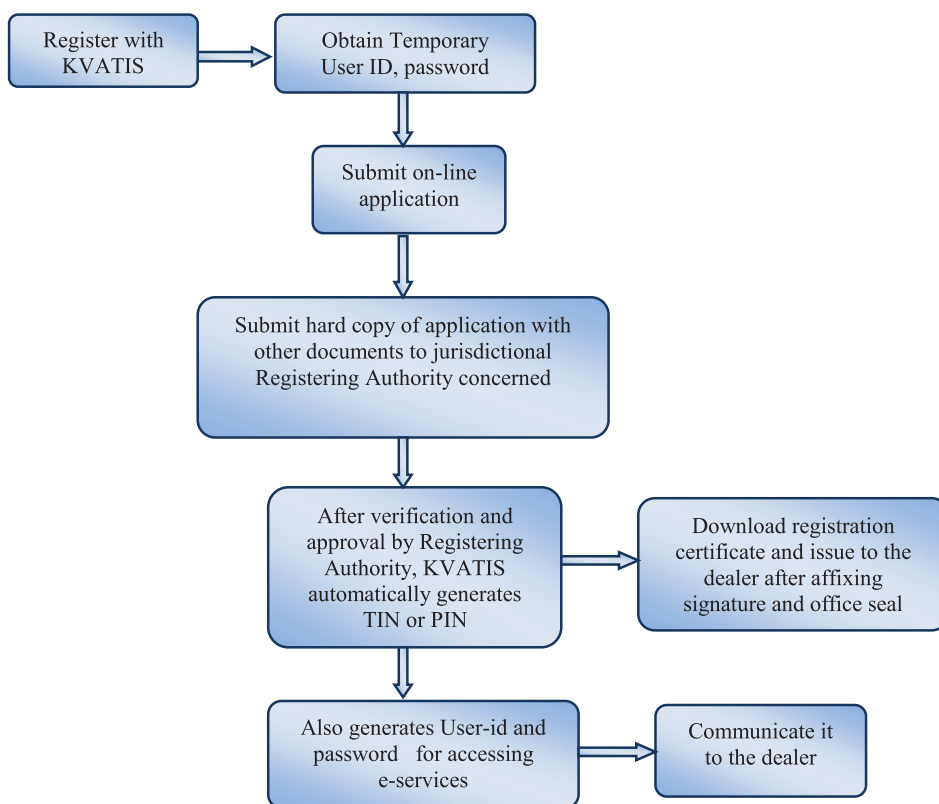 Register with
KVATIS
Obtain Temporary
User ID, password
Submit on-line
application
Submit hard copy of application with
other documents to jurisdictional
Registering Authority concerned
After verification and
approval by Registering
Authority, KVATIS
automatically generates
TIN or PIN
Download registration
certificate and issue to the
dealer after affixing
signature and office seal
Also generates User-id and
password for accessing
e-services
Communicate it
to the dealer